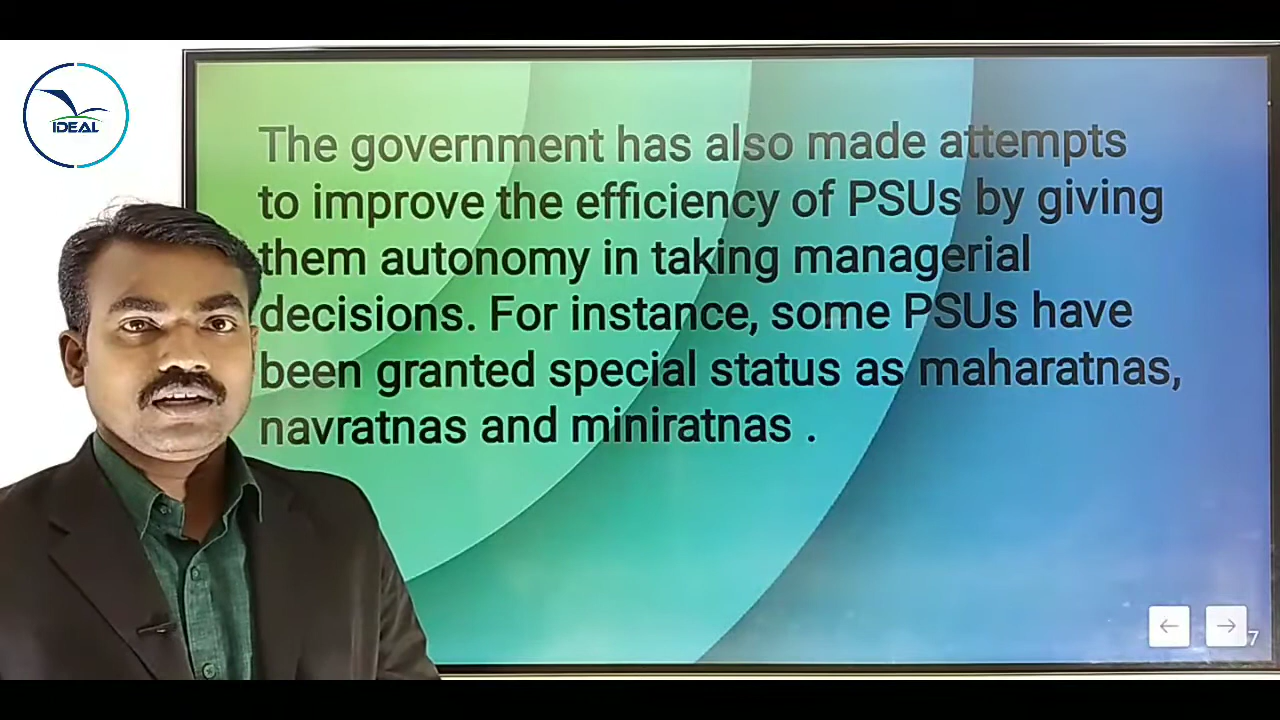 IDEAL
The government has also made attempts
to improve the efficiency of PSUs by giving
them autonomy in taking managerial
decisions. For instance, some PSUs have
been granted special status as maharatnas,
navratnas and miniratnas .
7